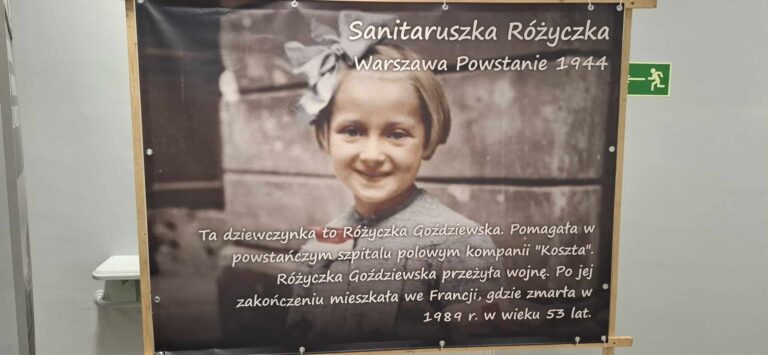 Sanitaruszka Różyczka
Warszawa Powstanie 1944
Ta dziewczynka to Różyczka Goździewska. Pomagała w
powstańczym szpitalu polowym kompanii "Koszta".
Różyczka Goździewska przeżyła wojnę. Po jej
zakończeniu mieszkała we Francji, gdzie zmarła w
1989 r. w wieku 53 lat.